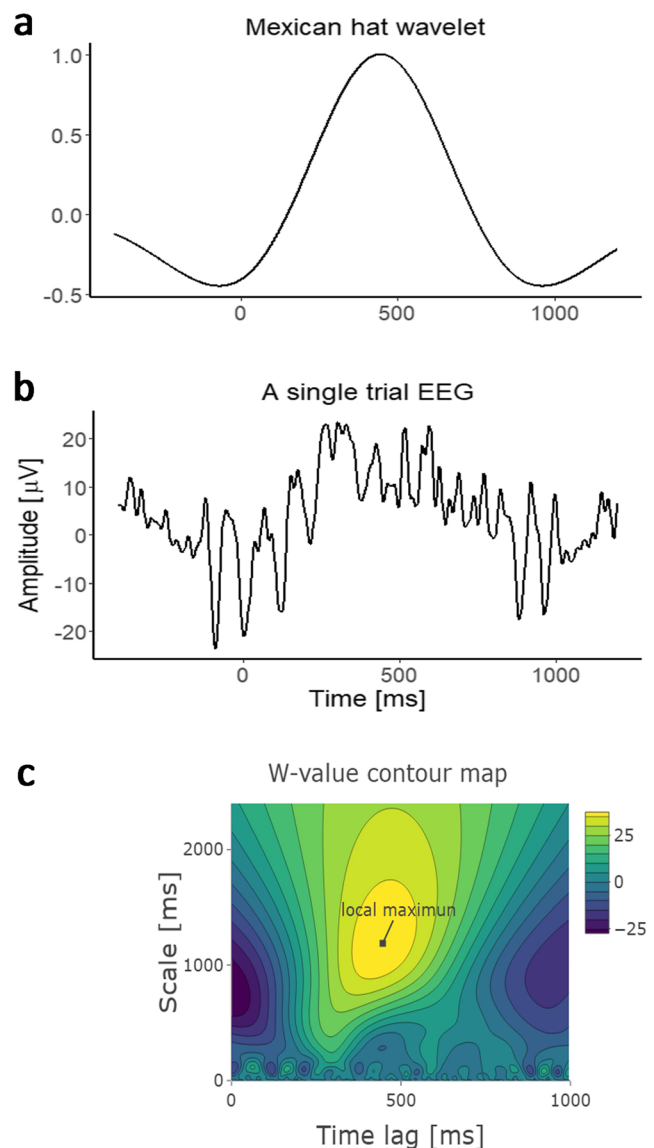 a
Mexican hat wavelet
1.0
0.5
0.0
-0.5
0
500
1000
b
A single trial EEG
20
10
0
-10
-20
Amplitude [μV]
0
500
1000
Time [ms]
c
W-value contour map
2000
1000
0
Scale [ms]
local maximun
25
0
−25
0
500
1000
Time lag [ms]